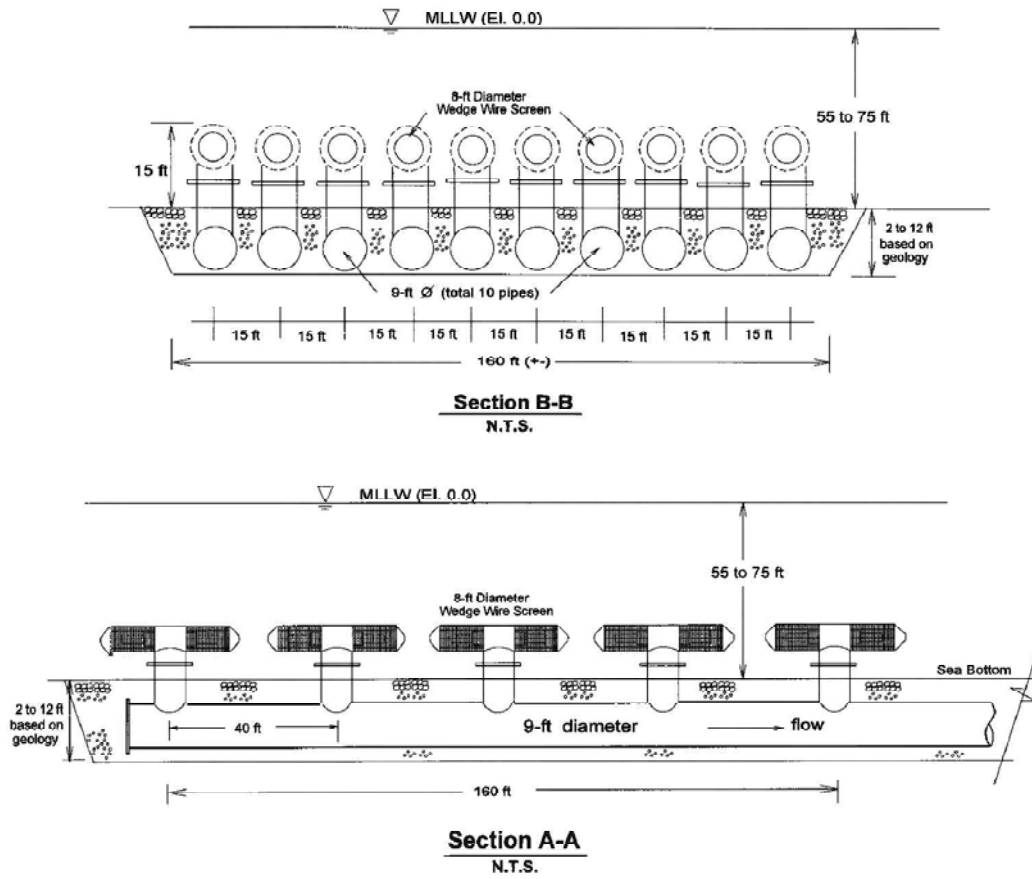 MLLW (El. 0.0)
8-ft Diameter
Wedge Wire Screen
55 to 75 ft
15 ft
2 to 12 ft
based on
geology
9-ft Ø (total 10 pipes)
15 ft 15 ft 15 ft 15 ft 15 ft 15 ft 15 ft 15 ft 15 ft
160 ft (+-)
Section B-B
N.T.S.
MLLW (El. 0.0)
55 to 75 ft
8-ft Diameter
Wedge Wire Screen
Sea Bottom
2 to 12 ft
based on
geology
40 ft
9-ft diameter
flow
160 ft
Section A-A
N.T.S.